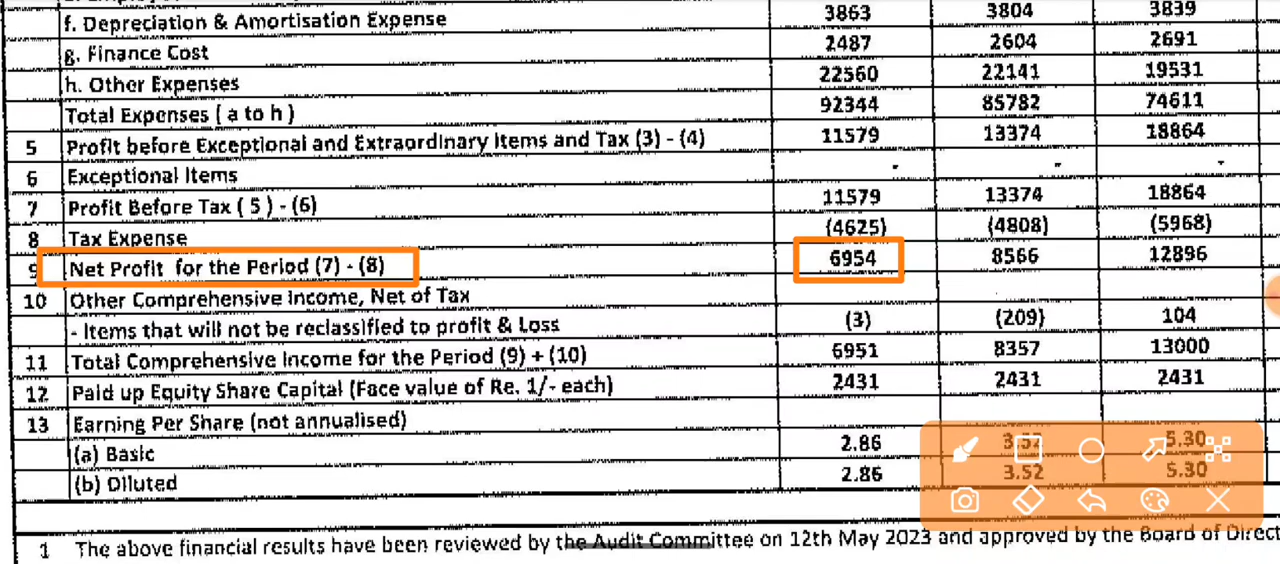 f. Depreciation & Amortisation Expense 3863 3804 3839
g. Finance Cost 2487 2604 2691
h. Other Expenses 22560 22141 19531
Total Expenses ( a to h ) 92344 85782 74611
5 Profit before Exceptional and Extraordinary Items and Tax (3) - (4) 11579 13374 18864
6 Exceptional Items - - -
7 Profit Before Tax ( 5 ) - (6) 11579 13374 18864
8 Tax Expense (4625) (4808) (5968)
9 Net Profit for the Period (7) - (8) 6954 8566 12896
10 Other Comprehensive Income, Net of Tax
- Items that will not be reclassified to profit & Loss (3) (209) 104
11 Total Comprehensive Income for the Period (9) + (10) 6951 8357 13000
12 Paid up Equity Share Capital (Face value of Re. 1/- each) 2431 2431 2431
13 Earning Per Share (not annualised)
(a) Basic 2.86 3.52 5.30
(b) Diluted 2.86 3.52 5.30
1 The above financial results have been reviewed by the Audit Committee on 12th May 2023 and approved by the Board of Direct